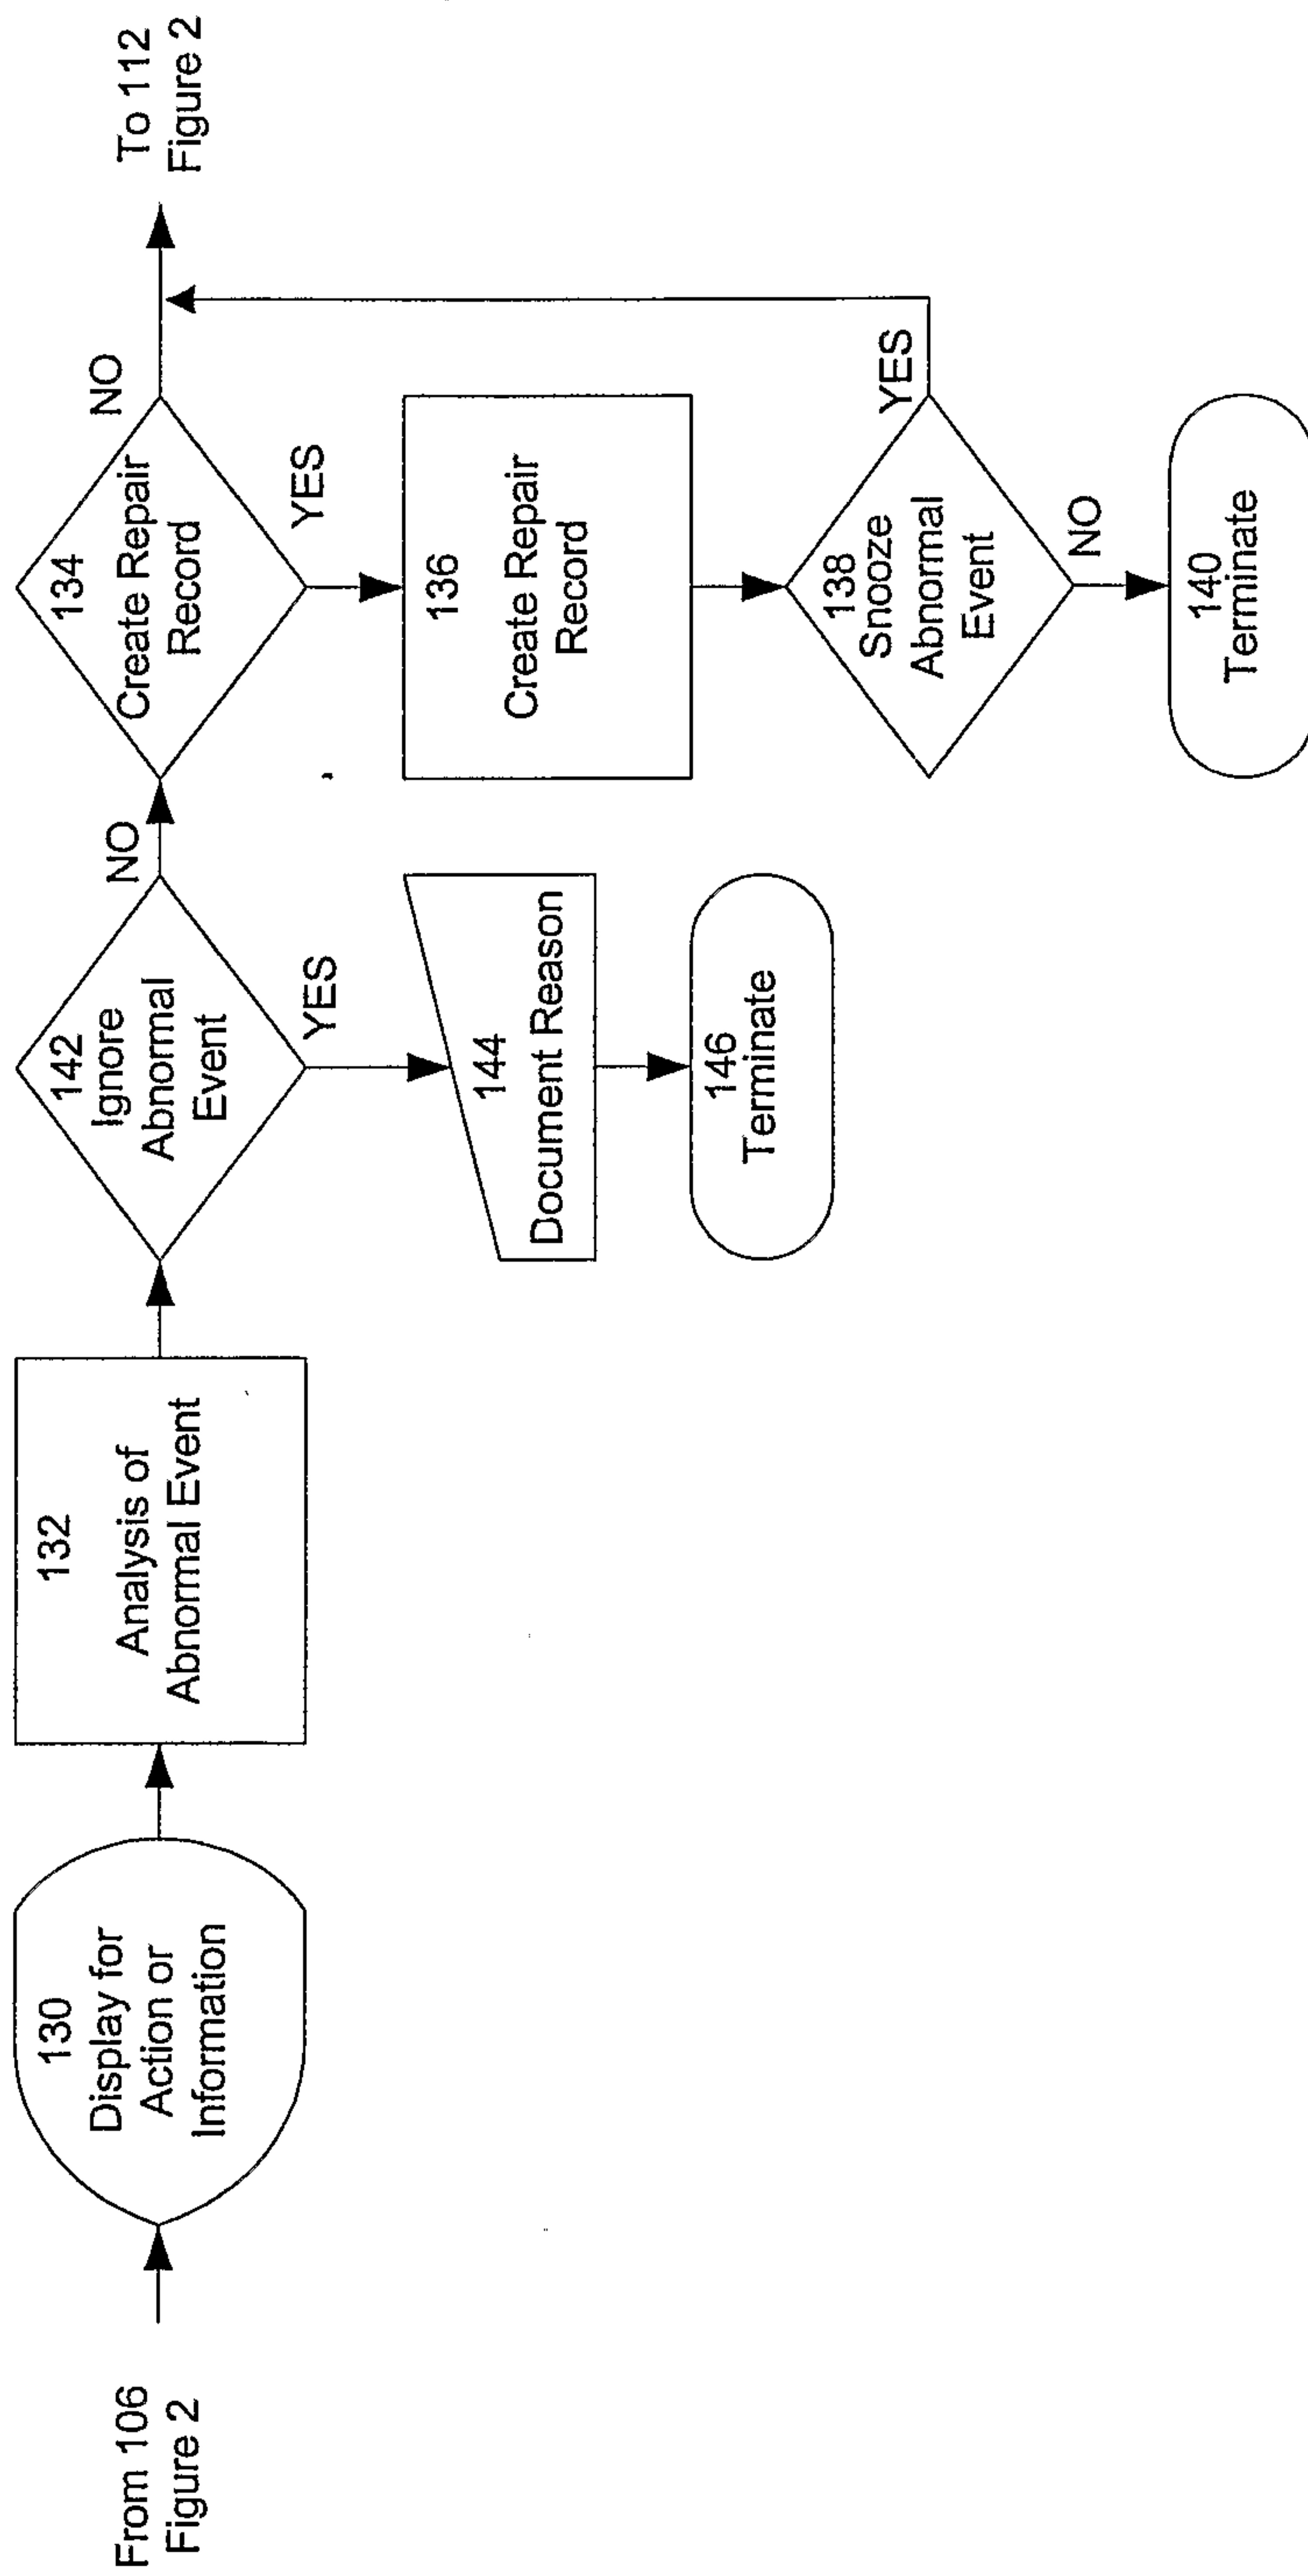 From 106
Figure 2
130
Display for
Action or
Information
132
Analysis of
Abnormal Event
142
Ignore
Abnormal
Event
NO
YES
144
Document Reason
146
Terminate
134
Create Repair
Record
NO
To 112
Figure 2
YES
136
Create Repair
Record
138
Snooze
Abnormal
Event
YES
NO
140
Terminate